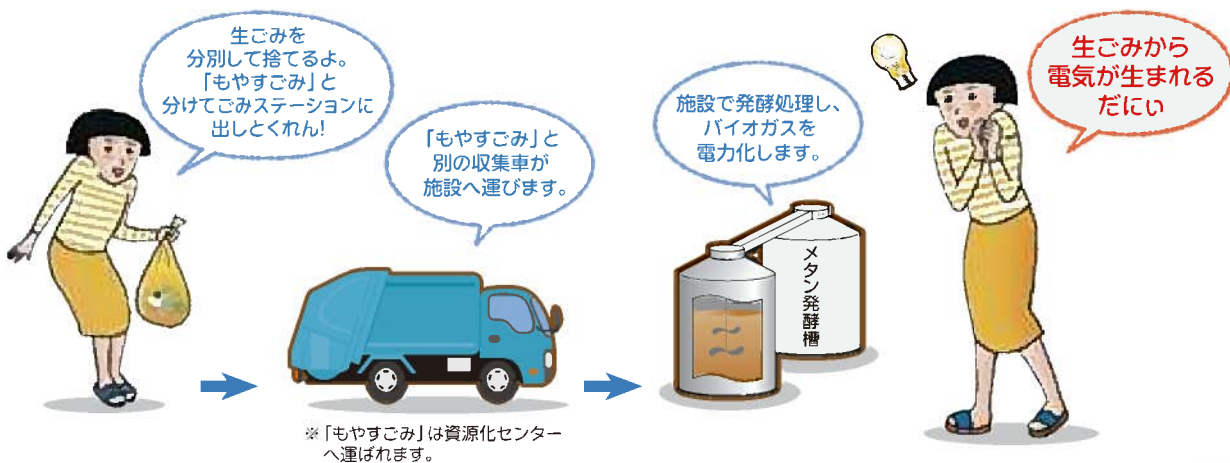 生ごみを
分別して捨てるよ。
「もやすごみ」と
分けてごみステーションに
出しとくれん!
「もやすごみ」と
別の収集車が
施設へ運びます。
※「もやすごみ」は資源化センター
へ運ばれます。
施設で発酵処理し、
バイオガスを
電力化します。
メタン発酵槽
生ごみから
電気が生まれる
だにぃ